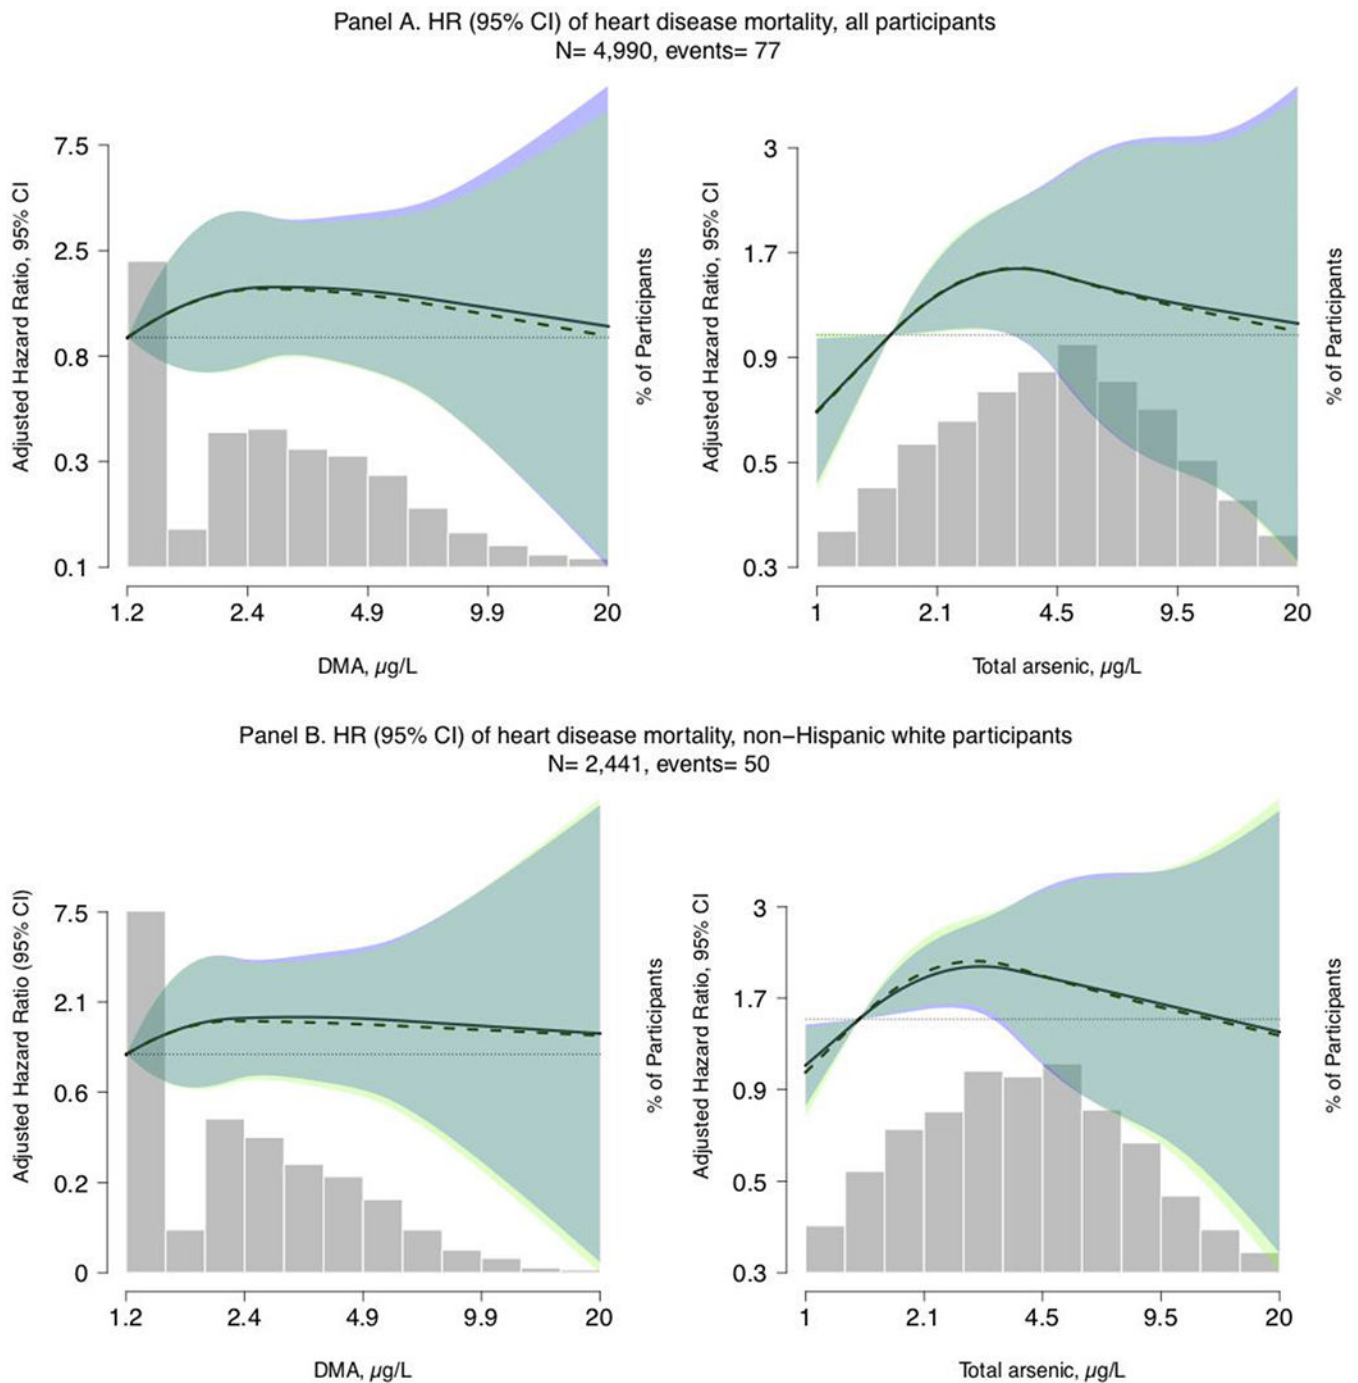 Panel A. HR (95% CI) of heart disease mortality, all participants
N= 4,990, events= 77
Adjusted Hazard Ratio, 95% CI
7.5
2.5
0.8
0.3
0.1
1.2 2.4 4.9 9.9 20
DMA, µg/L
% of Participants
Adjusted Hazard Ratio, 95% CI
3
1.7
0.9
0.5
0.3
1 2.1 4.5 9.5 20
Total arsenic, µg/L
% of Participants
Panel B. HR (95% CI) of heart disease mortality, non−Hispanic white participants
N= 2,441, events= 50
Adjusted Hazard Ratio (95% CI)
7.5
2.1
0.6
0.2
0
1.2 2.4 4.9 9.9 20
DMA, µg/L
% of Participants
Adjusted Hazard Ratio, 95% CI
3
1.7
0.9
0.5
0.3
1 2.1 4.5 9.5 20
Total arsenic, µg/L
% of Participants